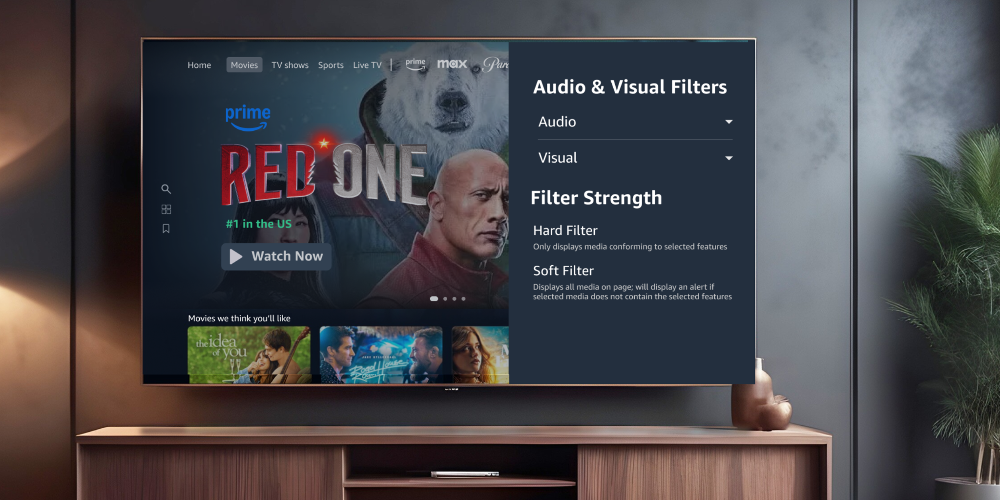 Home Movies TV shows Sports Live TV prime max Para
prime
RED ONE
#1 in the US
Watch Now
Movies we think you'll like
the idea
of you
JAKE GYLLENHAAL
Road House
Audio & Visual Filters
Audio
Visual
Filter Strength
Hard Filter
Only displays media conforming to selected features
Soft Filter
Displays all media on page; will display an alert if
selected media does not contain the selected features